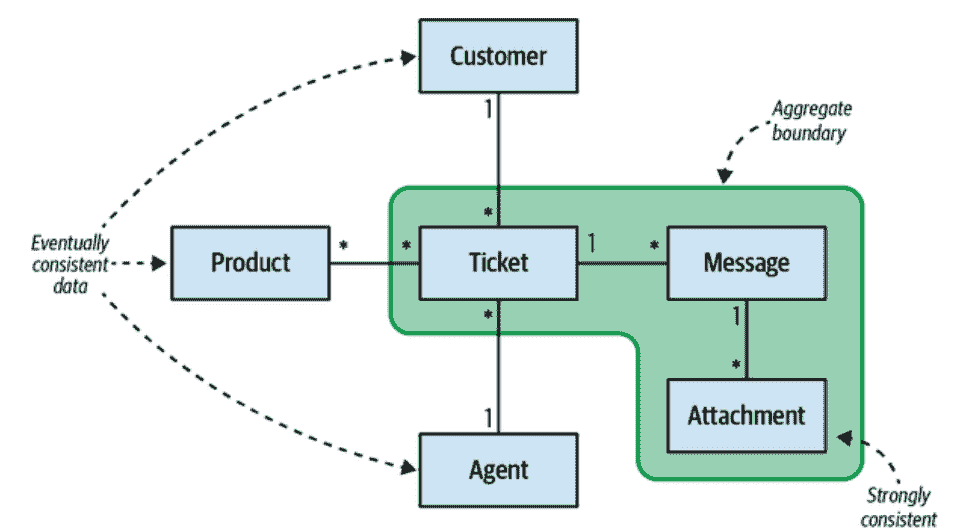 Customer
1
Aggregate
boundary
*
Eventually
consistent
data
Product
*
*
Ticket
1
*
Message
*
1
*
Attachment
1
Agent
Strongly
consistent